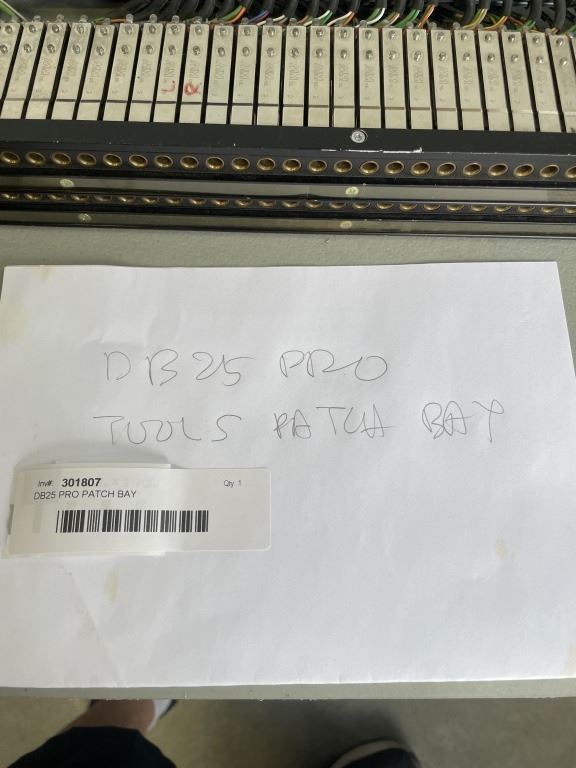 L
R
DB25 PRO
TOOLS PATCH BAY
Inv#: 301807
Qty 1
DB25 PRO PATCH BAY